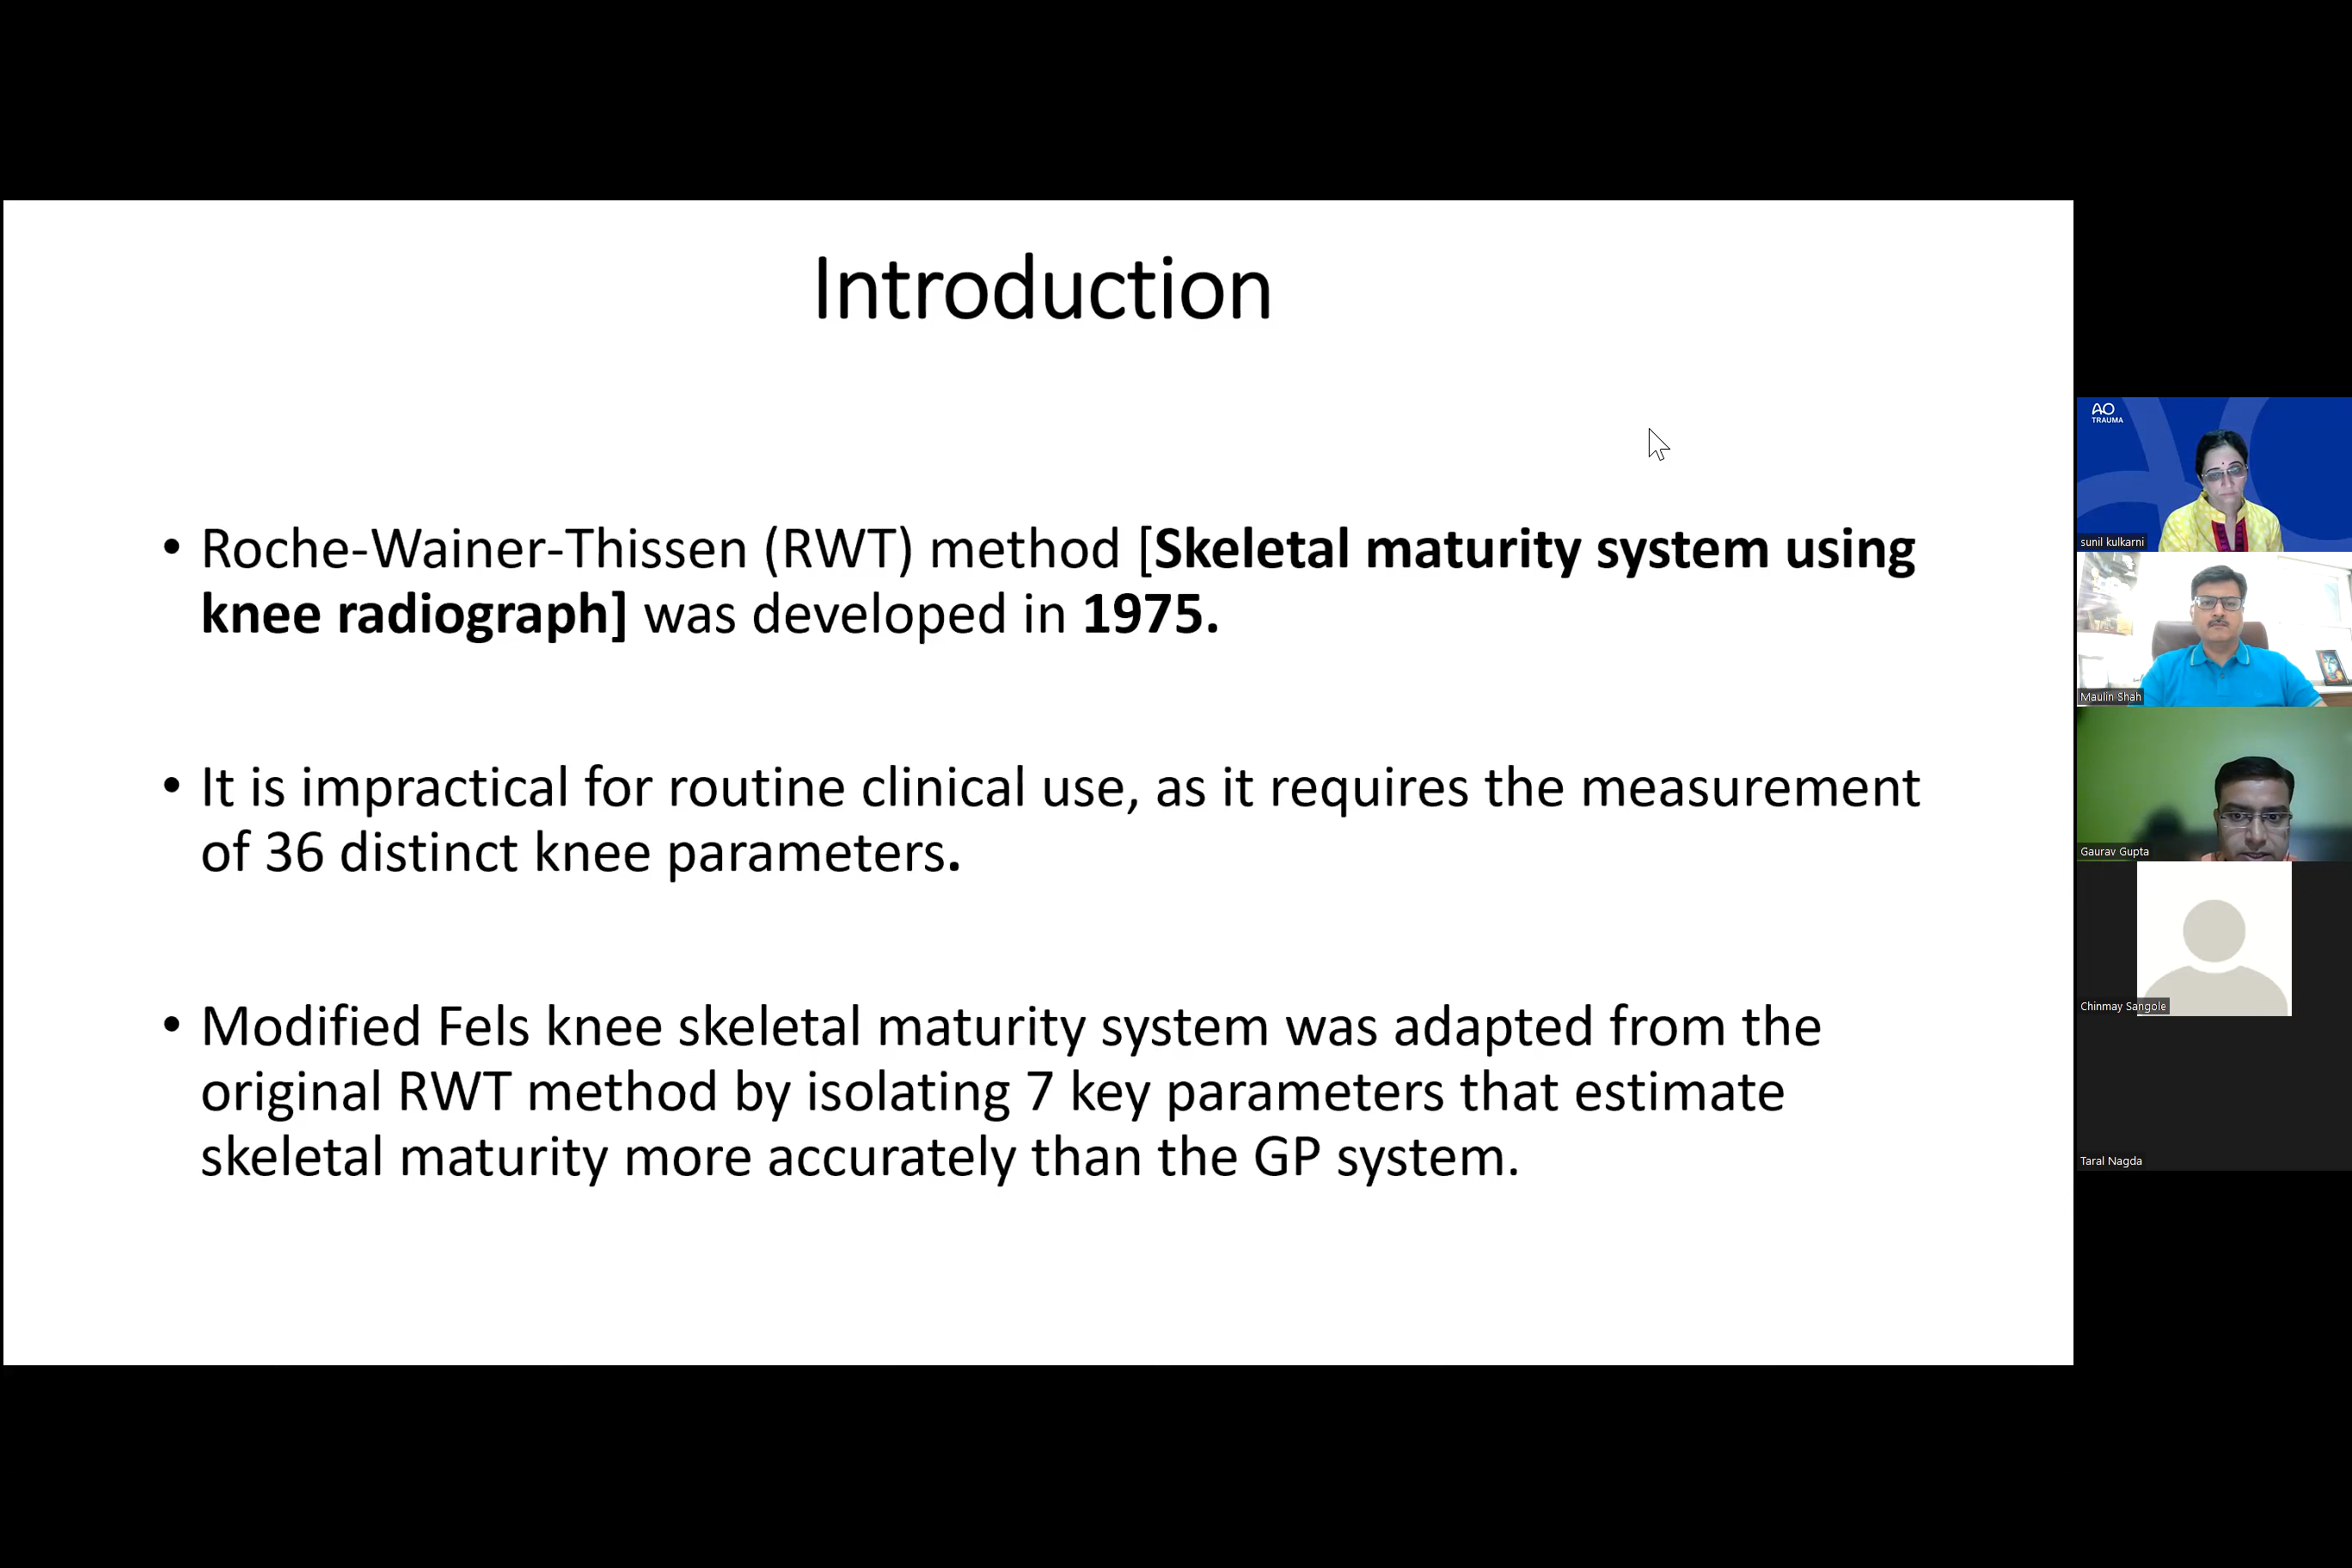 Introduction
• Roche-Wainer-Thissen (RWT) method [Skeletal maturity system using
knee radiograph] was developed in 1975.
• It is impractical for routine clinical use, as it requires the measurement
of 36 distinct knee parameters.
• Modified Fels knee skeletal maturity system was adapted from the
original RWT method by isolating 7 key parameters that estimate
skeletal maturity more accurately than the GP system.
AO
TRAUMA
sunil kulkarni
Maulin Shah
Gaurav Gupta
Chinmay Sangole
Taral Nagda